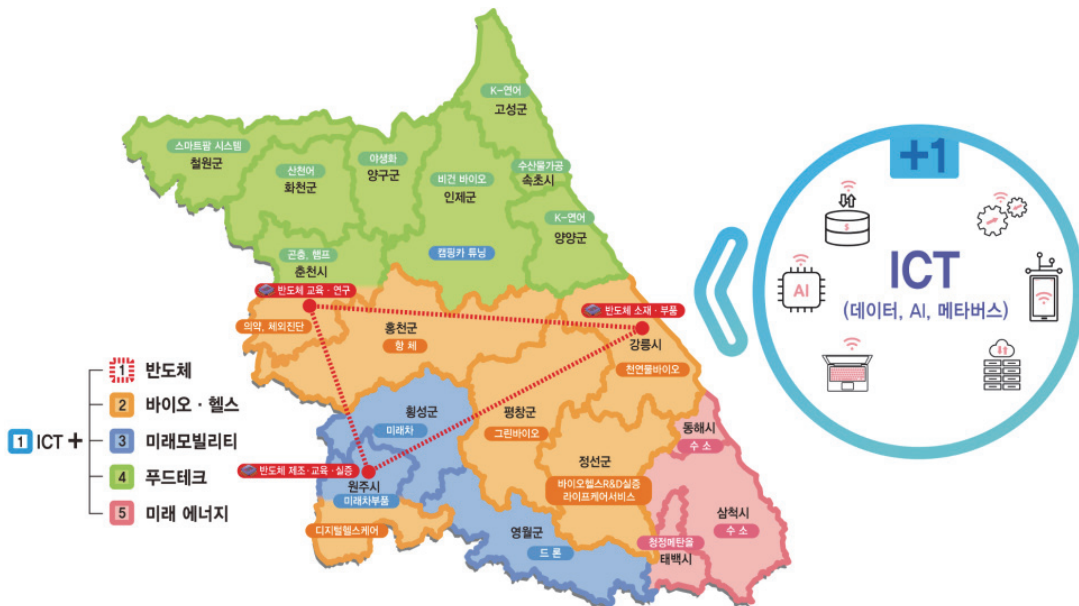 K-연어
고성군
스마트팜 시스템
철원군
산천어
화천군
야생화
양구군
비건 바이오
인제군
수산물가공
속초시
K-연어
양양군
곤충, 햄프
춘천시
캠핑카 튜닝
반도체 교육·연구
의약, 체외진단
홍천군
항 체
반도체 소재·부품
강릉시
천연물바이오
횡성군
미래차
평창군
그린바이오
정선군
바이오헬스R&D실증
라이프케어서비스
동해시
수 소
반도체 제조·교육·실증
원주시
미래차부품
디지털헬스케어
영월군
드 론
삼척시
수 소
청정메탄올
태백시
1 ICT +
1 반도체
2 바이오·헬스
3 미래모빌리티
4 푸드테크
5 미래 에너지
+1
$
AI
ICT
(데이터, AI, 메타버스)